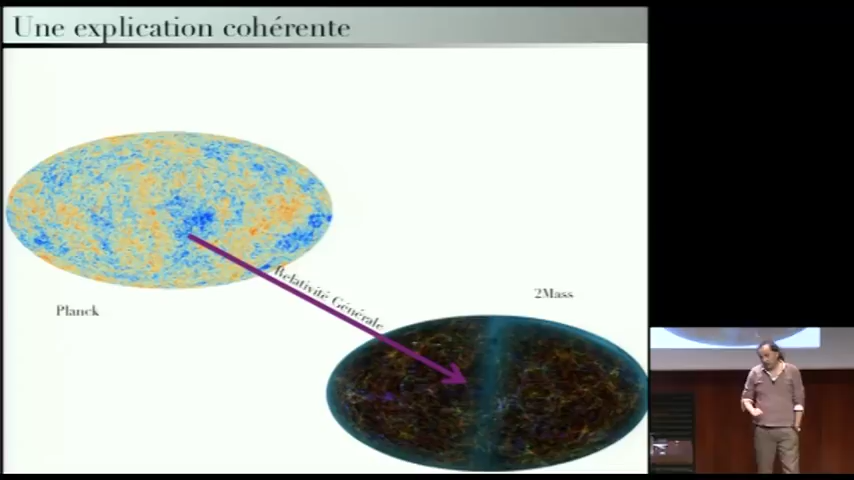 Une explication cohérente
Relativité Générale
2Mass
Planck